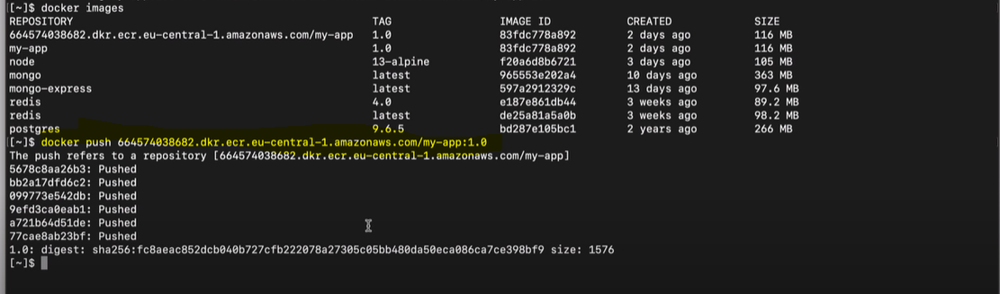 [~]$ docker images
REPOSITORY TAG IMAGE ID CREATED SIZE
664574038682.dkr.ecr.eu-central-1.amazonaws.com/my-app 1.0 83fdc778a892 2 days ago 116 MB
my-app 1.0 83fdc778a892 2 days ago 116 MB
node 13-alpine f20a6d8b6721 3 days ago 105 MB
mongo latest 965553e202a4 10 days ago 363 MB
mongo-express latest 597a2912329c 13 days ago 97.6 MB
redis 4.0 e187e861db44 3 weeks ago 89.2 MB
redis latest de25a81a5a0b 3 weeks ago 98.2 MB
postgres 9.6.5 bd287e105bc1 2 years ago 266 MB
[~]$ docker push 664574038682.dkr.ecr.eu-central-1.amazonaws.com/my-app:1.0
The push refers to a repository [664574038682.dkr.ecr.eu-central-1.amazonaws.com/my-app]
5678c8aa26b3: Pushed
bb2a17dfd6c2: Pushed
099773e542db: Pushed
9efd3ca0eab1: Pushed
a721b64d51de: Pushed
77cae8ab23bf: Pushed
1.0: digest: sha256:fc8aeac852dcb040b727cfb222078a27305c05bb480da50eca086ca7ce398bf9 size: 1576
[~]$